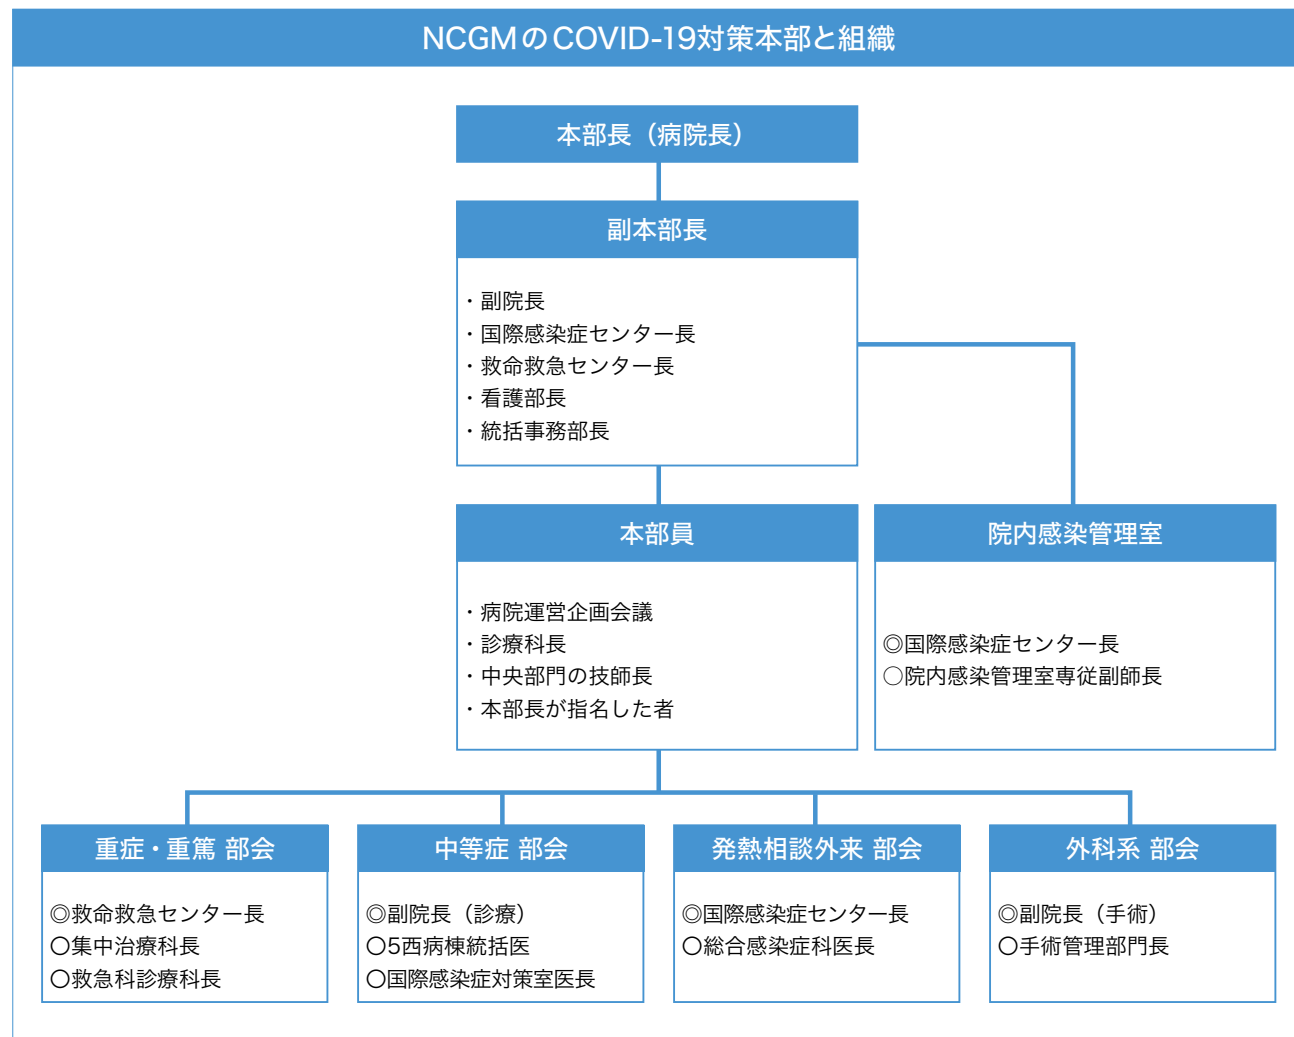 NCGMのCOVID-19対策本部と組織
本部長（病院長）
副本部長
・副院長
・国際感染症センター長
・救命救急センター長
・看護部長
・統括事務部長
本部員
・病院運営企画会議
・診療科長
・中央部門の技師長
・本部長が指名した者
院内感染管理室
◎国際感染症センター長
○院内感染管理室専従副師長
重症・重篤 部会
◎救命救急センター長
○集中治療科長
○救急科診療科長
中等症 部会
◎副院長（診療）
○5西病棟統括医
○国際感染症対策室医長
発熱相談外来 部会
◎国際感染症センター長
○総合感染症科医長
外科系 部会
◎副院長（手術）
○手術管理部門長